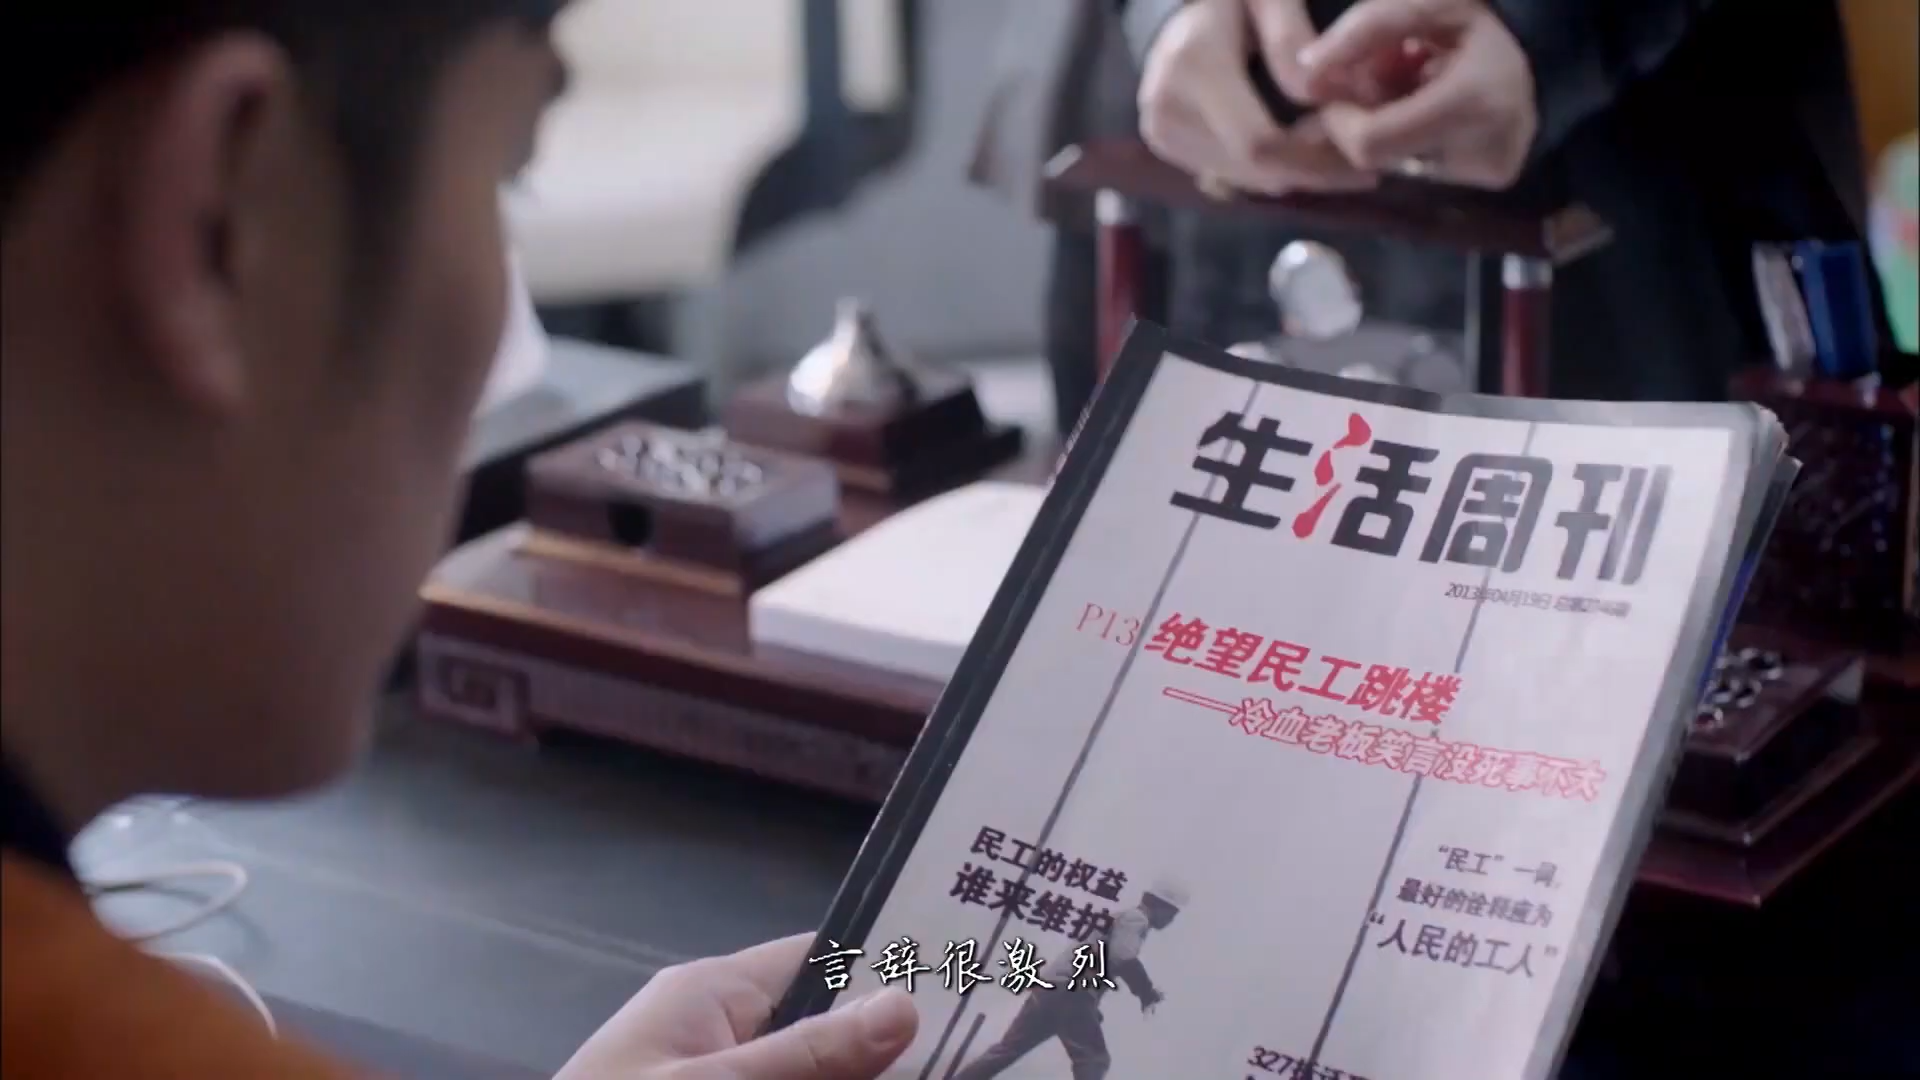 生活周刊
P13 绝望民工跳楼
——冷血老板笑言没死事不大
民工的权益
谁来维护
“民工”一词，
最好的诠释应为
“人民的工人”
言辞很激烈